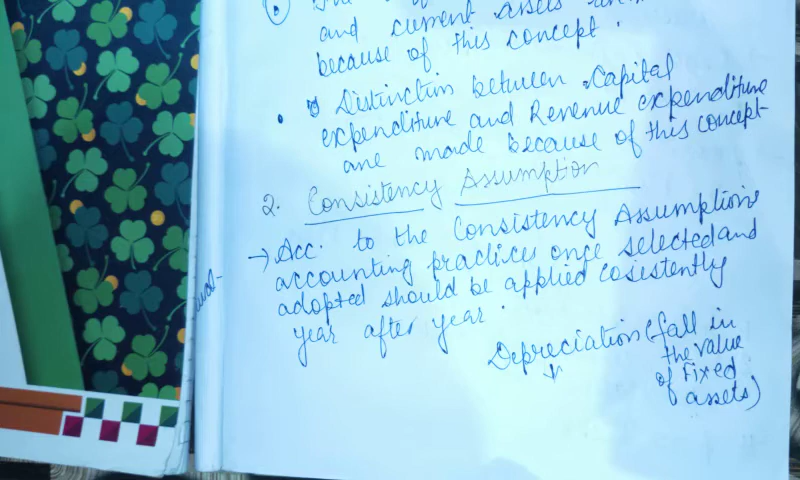 and current assets
because of this concept.
• Distinction between Capital
expenditure and Revenue expenditure
are made because of this concept
2. Consistency Assumption
→ Acc. to the Consistency Assumption
accounting practices once selected and
adopted should be applied cosistently
year after year.
Depreciation (fall in
the value
of Fixed
assets)